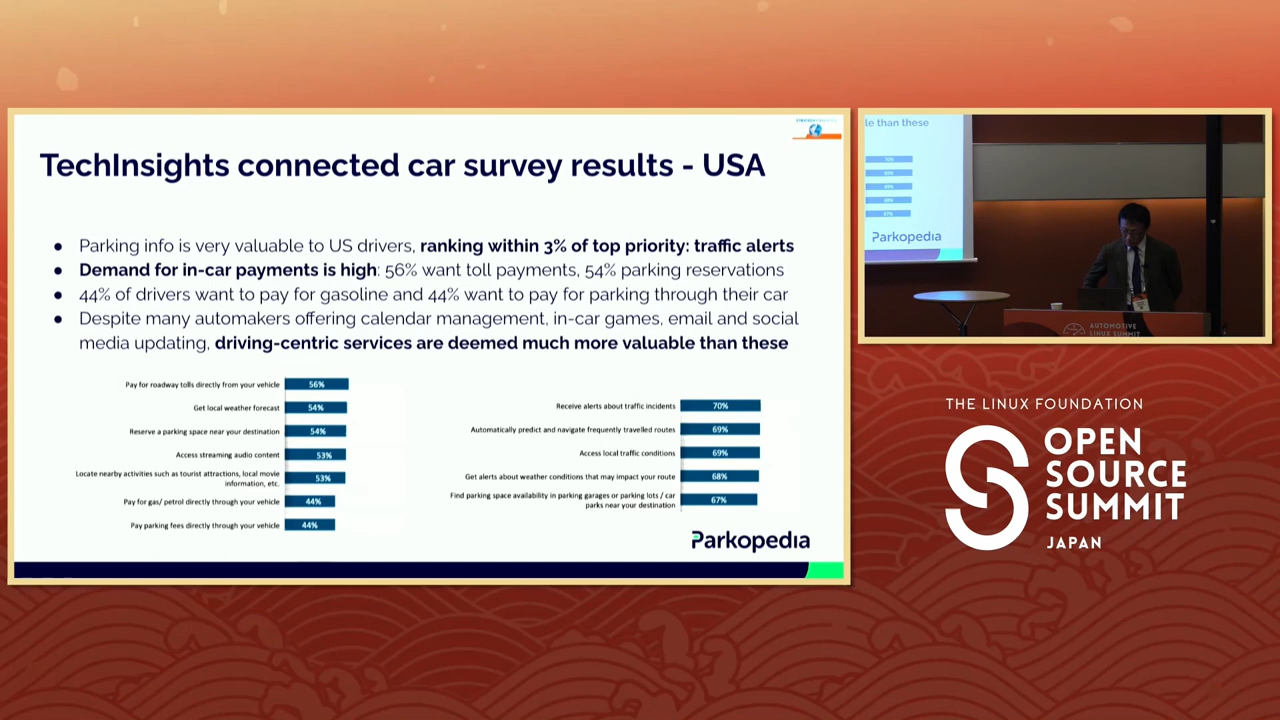 TechInsights connected car survey results - USA
● Parking info is very valuable to US drivers, ranking within 3% of top priority: traffic alerts
● Demand for in-car payments is high: 56% want toll payments, 54% parking reservations
● 44% of drivers want to pay for gasoline and 44% want to pay for parking through their car
● Despite many automakers offering calendar management, in-car games, email and social
media updating, driving-centric services are deemed much more valuable than these
Pay for roadway tolls directly from your vehicle 56%
Get local weather forecast 54%
Reserve a parking space near your destination 54%
Access streaming audio content 53%
Locate nearby activities such as tourist attractions, local movie
information, etc. 53%
Pay for gas/ petrol directly through your vehicle 44%
Pay parking fees directly through your vehicle 44%
Receive alerts about traffic incidents 70%
Automatically predict and navigate frequently travelled routes 69%
Access local traffic conditions 69%
Get alerts about weather conditions that may impact your route 68%
Find parking space availability in parking garages or parking lots / car
parks near your destination 67%
Parkopedia
le than these
70%
69%
69%
68%
67%
Parkopedia
AUTOMOTIVE
LINUX SUMMIT
THE LINUX FOUNDATION
OPEN
SOURCE
SUMMIT
JAPAN